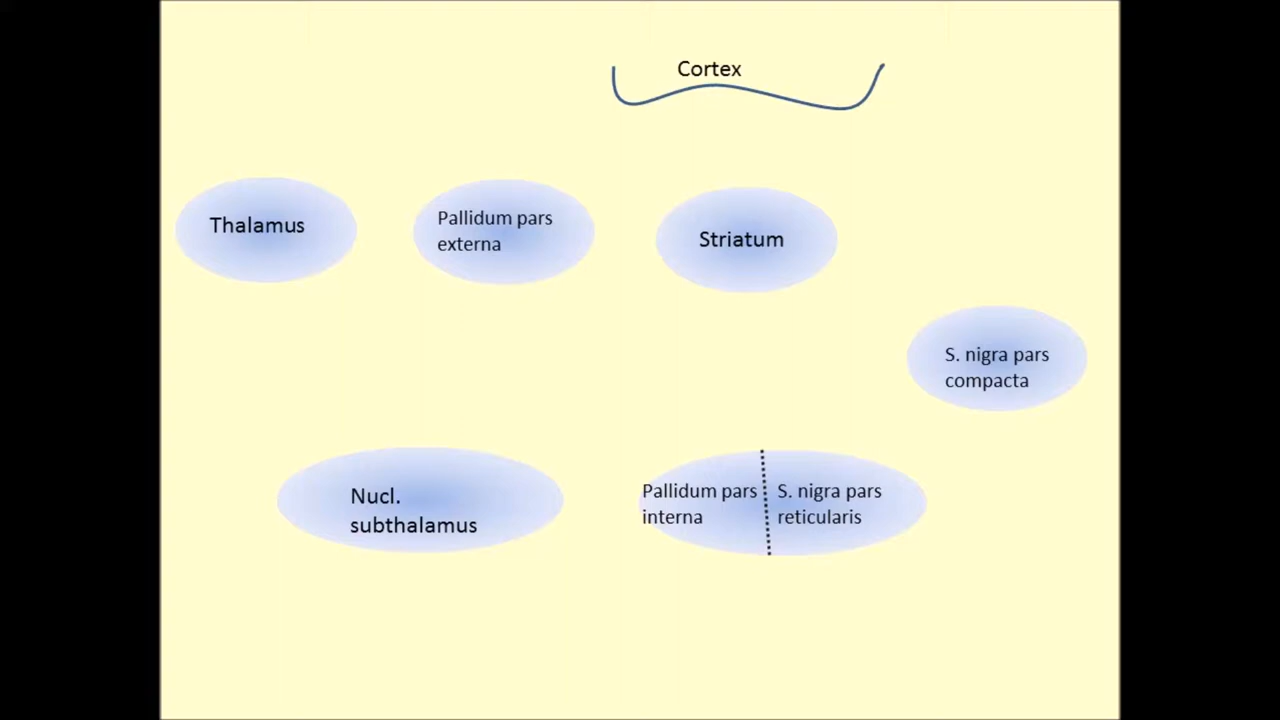 Cortex
Thalamus
Pallidum pars
externa
Striatum
S. nigra pars
compacta
Nucl.
subthalamus
Pallidum pars
interna
S. nigra pars
reticularis